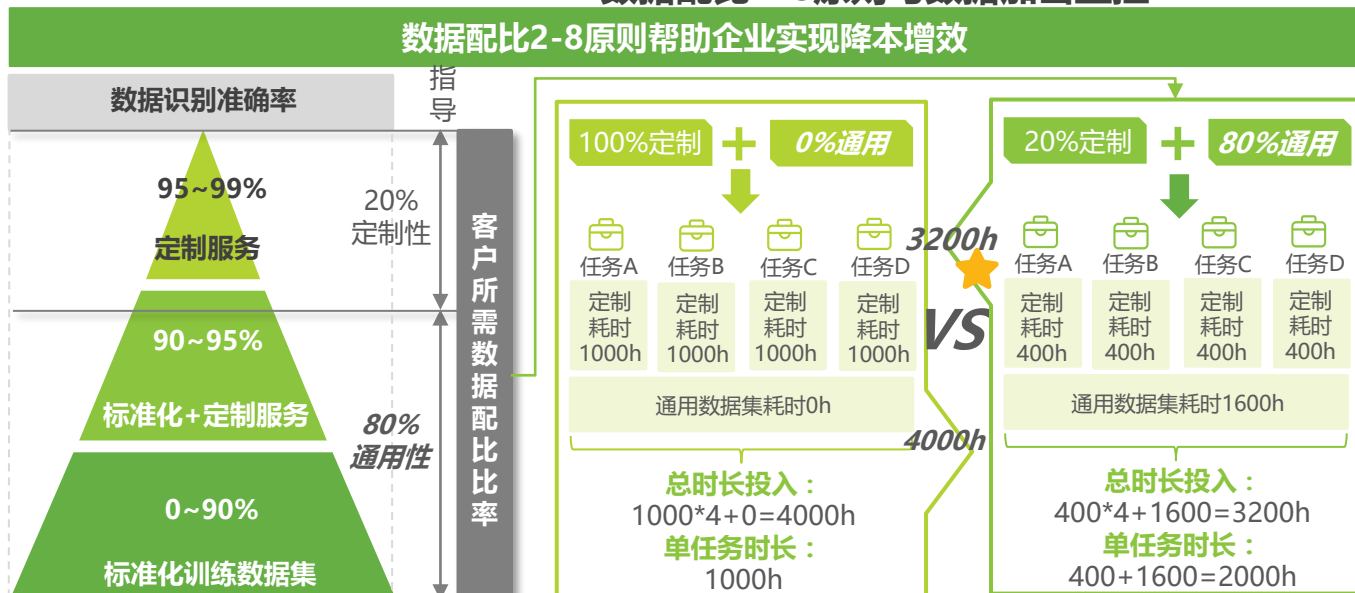 数据配比2-8原则帮助企业实现降本增效
数据识别准确率
指
导
95~99%
定制服务
20%
定制性
90~95%
标准化+定制服务
80%
通用性
0~90%
标准化训练数据集
客
户
所
需
数
据
配
比
比
率
100%定制
0%通用
任务A
任务B
任务C
任务D
定制
耗时
1000h
定制
耗时
1000h
定制
耗时
1000h
定制
耗时
1000h
通用数据集耗时0h
总时长投入：
1000*4+0=4000h
单任务时长：
1000h
3200h
VS
4000h
20%定制
80%通用
任务A
任务B
任务C
任务D
定制
耗时
400h
定制
耗时
400h
定制
耗时
400h
定制
耗时
400h
通用数据集耗时1600h
总时长投入：
400*4+1600=3200h
单任务时长：
400+1600=2000h